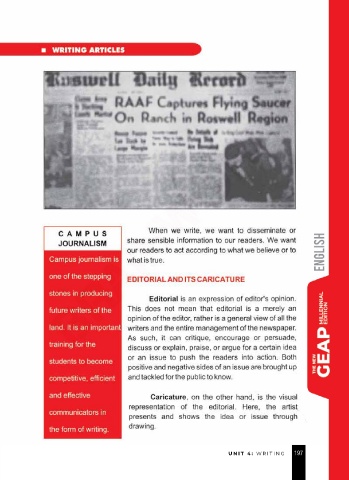 WRITING ARTICLES
Roswell Daily Record
RAAF Captures Flying Saucer
On Ranch in Roswell Region
CAMPUS
JOURNALISM
Campus journalism is
one of the stepping
stones in producing
future writers of the
land. It is an important
training for the
students to become
competitive, efficient
and effective
communicators in
the form of writing.
When we write, we want to disseminate or
share sensible information to our readers. We want
our readers to act according to what we believe or to
what is true.
EDITORIAL AND ITS CARICATURE
Editorial is an expression of editor's opinion.
This does not mean that editorial is a merely an
opinion of the editor, rather is a general view of all the
writers and the entire management of the newspaper.
As such, it can critique, encourage or persuade,
discuss or explain, praise, or argue for a certain idea
or an issue to push the readers into action. Both
positive and negative sides of an issue are brought up
and tackled for the public to know.
Caricature, on the other hand, is the visual
representation of the editorial. Here, the artist
presents and shows the idea or issue through
drawing.
ENGLISH
THE NEW
GEAP MILLENNIAL
EDITION
UNIT 4: WRITING 197